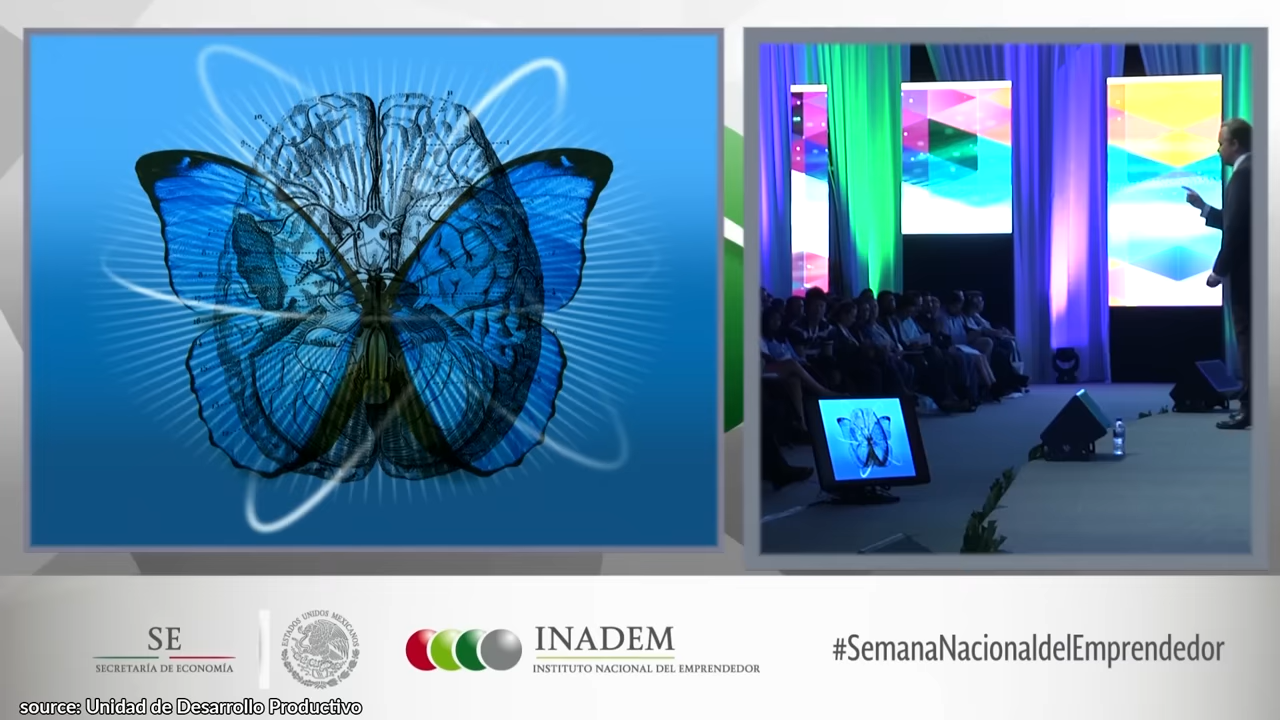 SE
SECRETARÍA DE ECONOMÍA
ESTADOS UNIDOS MEXICANOS
INADEM
INSTITUTO NACIONAL DEL EMPRENDEDOR
#SemanaNacionaldelEmprendedor
source: Unidad de Desarrollo Productivo